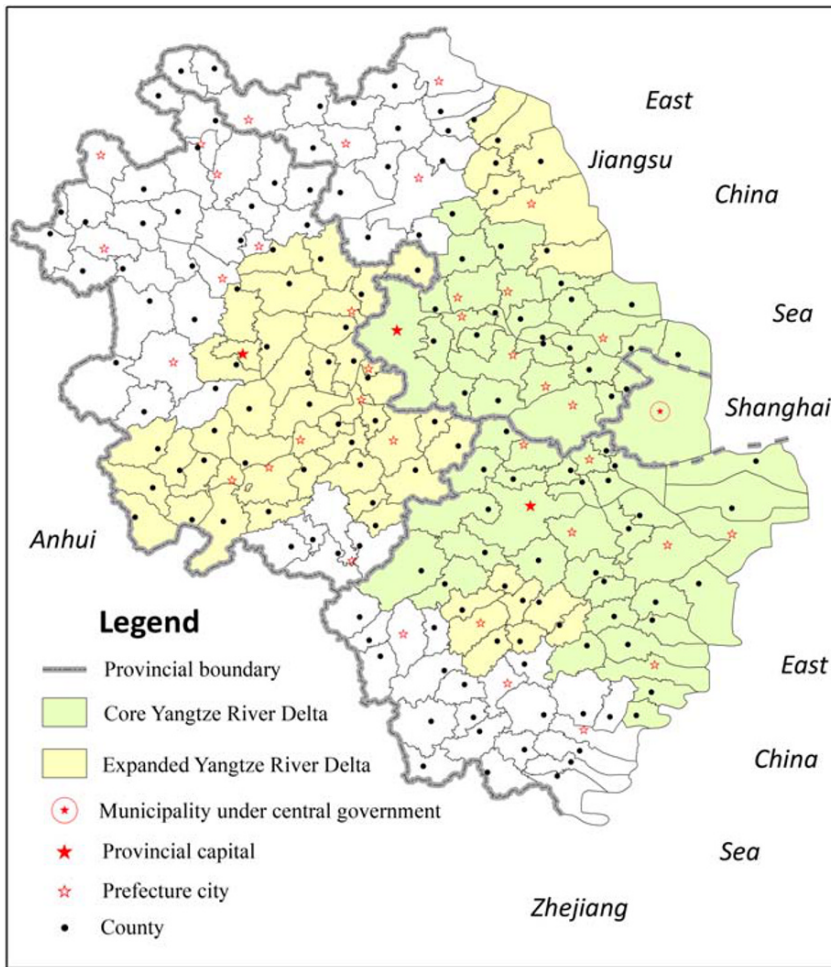 East
Jiangsu
China
Sea
Shanghai
Anhui
Legend
Provincial boundary
Core Yangtze River Delta
Expanded Yangtze River Delta
Municipality under central government
Provincial capital
Prefecture city
County
East
China
Sea
Zhejiang